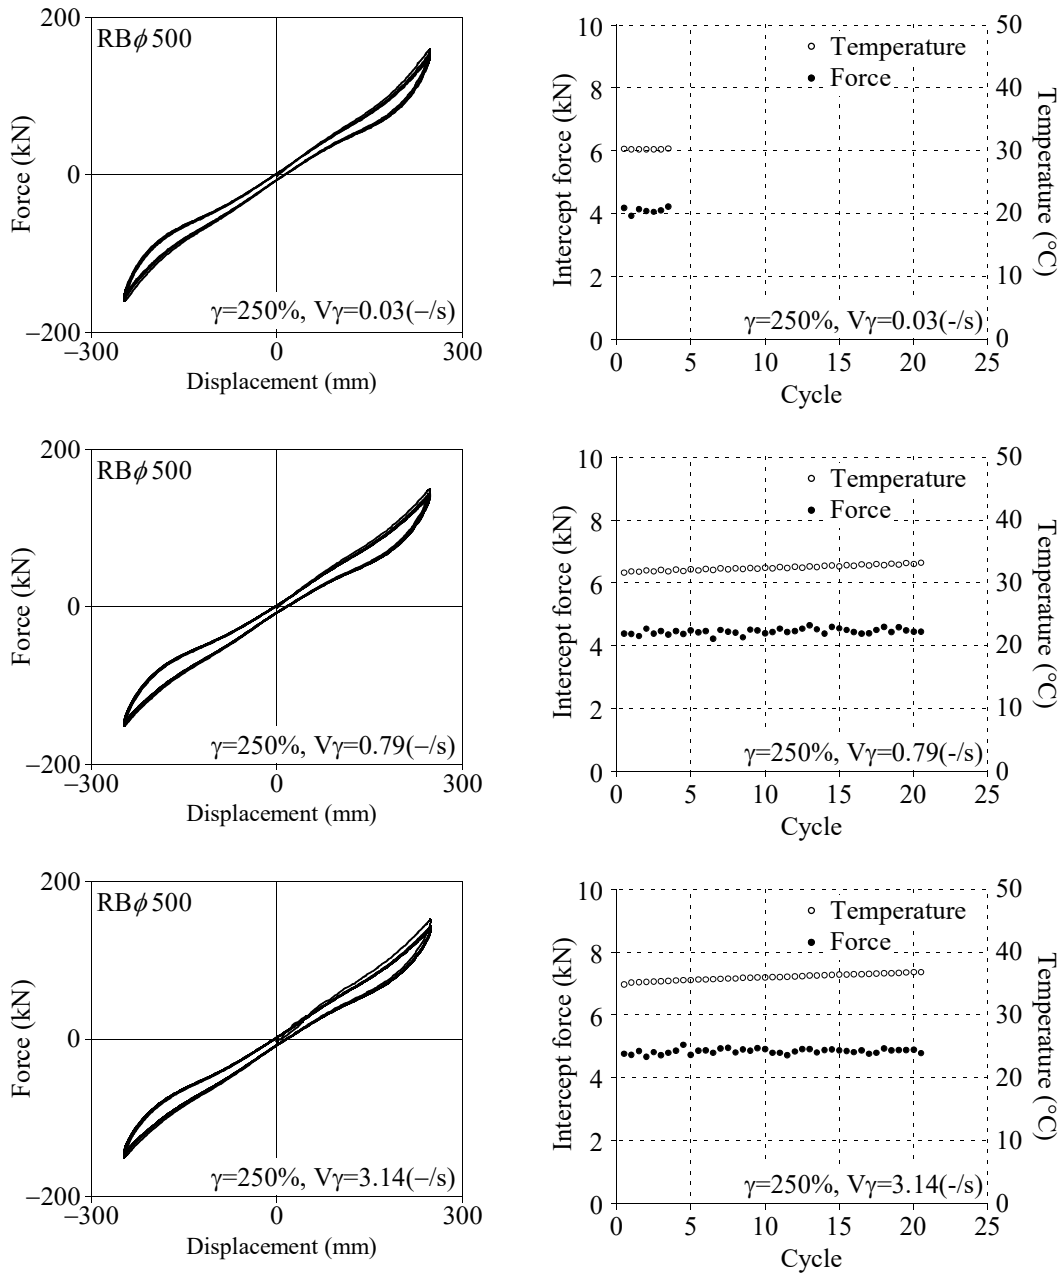 200
RBϕ500
0
−200
Force (kN)
γ=250%, Vγ=0.03(−/s)
−300
0
300
Displacement (mm)
10
8
6
4
2
0
Intercept force (kN)
Temperature
Force
50
40
30
20
10
0
Temperature (°C)
γ=250%, Vγ=0.03(-/s)
0
5
10
15
20
25
Cycle
200
RBϕ500
0
−200
Force (kN)
γ=250%, Vγ=0.79(−/s)
−300
0
300
Displacement (mm)
10
8
6
4
2
0
Intercept force (kN)
Temperature
Force
50
40
30
20
10
0
Temperature (°C)
γ=250%, Vγ=0.79(-/s)
0
5
10
15
20
25
Cycle
200
RBϕ500
0
−200
Force (kN)
γ=250%, Vγ=3.14(−/s)
−300
0
300
Displacement (mm)
10
8
6
4
2
0
Intercept force (kN)
Temperature
Force
50
40
30
20
10
0
Temperature (°C)
γ=250%, Vγ=3.14(-/s)
0
5
10
15
20
25
Cycle